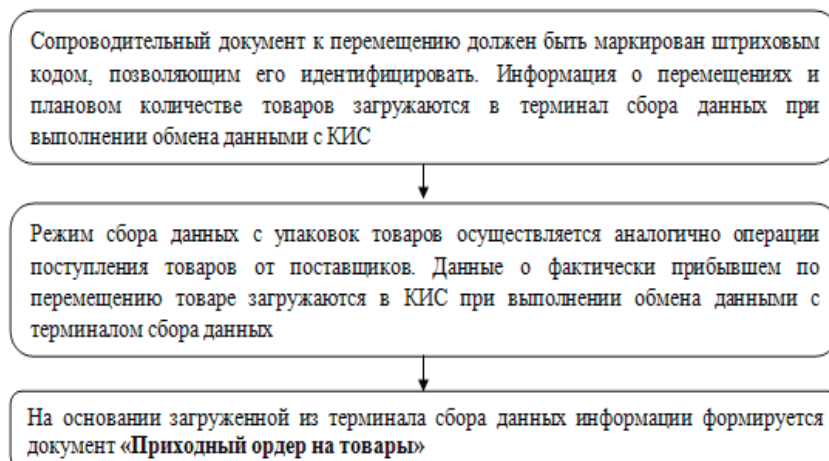 Сопроводительный документ к перемещению должен быть маркирован штриховым
кодом, позволяющим его идентифицировать. Информация о перемещениях и
плановом количестве товаров загружаются в терминал сбора данных при
выполнении обмена данными с КИС
Режим сбора данных с упаковок товаров осуществляется аналогично операции
поступления товаров от поставщиков. Данные о фактически прибывшем по
перемещению товаре загружаются в КИС при выполнении обмена данными с
терминалом сбора данных
На основании загруженной из терминала сбора данных информации формируется
документ «Приходный ордер на товары»